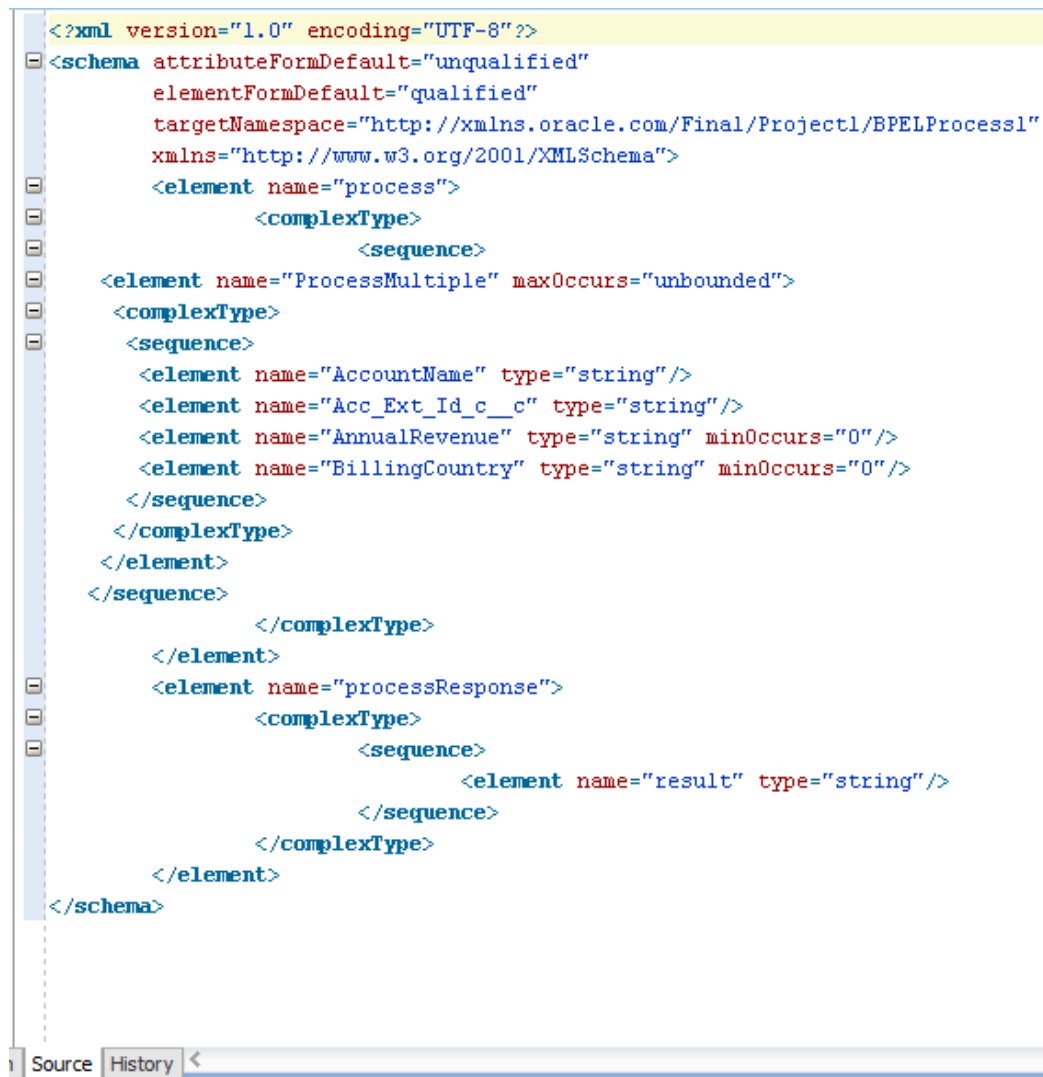 <?xml version="1.0" encoding="UTF-8"?>
<schema attributeFormDefault="unqualified"
elementFormDefault="qualified"
targetNamespace="http://xmlns.oracle.com/Final/Project1/BPELProcess1"
xmlns="http://www.w3.org/2001/XMLSchema">
<element name="process">
<complexType>
<sequence>
<element name="ProcessMultiple" maxOccurs="unbounded">
<complexType>
<sequence>
<element name="AccountName" type="string"/>
<element name="Acc_Ext_Id_c__c" type="string"/>
<element name="AnnualRevenue" type="string" minOccurs="0"/>
<element name="BillingCountry" type="string" minOccurs="0"/>
</sequence>
</complexType>
</element>
</sequence>
</complexType>
</element>
<element name="processResponse">
<complexType>
<sequence>
<element name="result" type="string"/>
</sequence>
</complexType>
</element>
</schema>
Source History